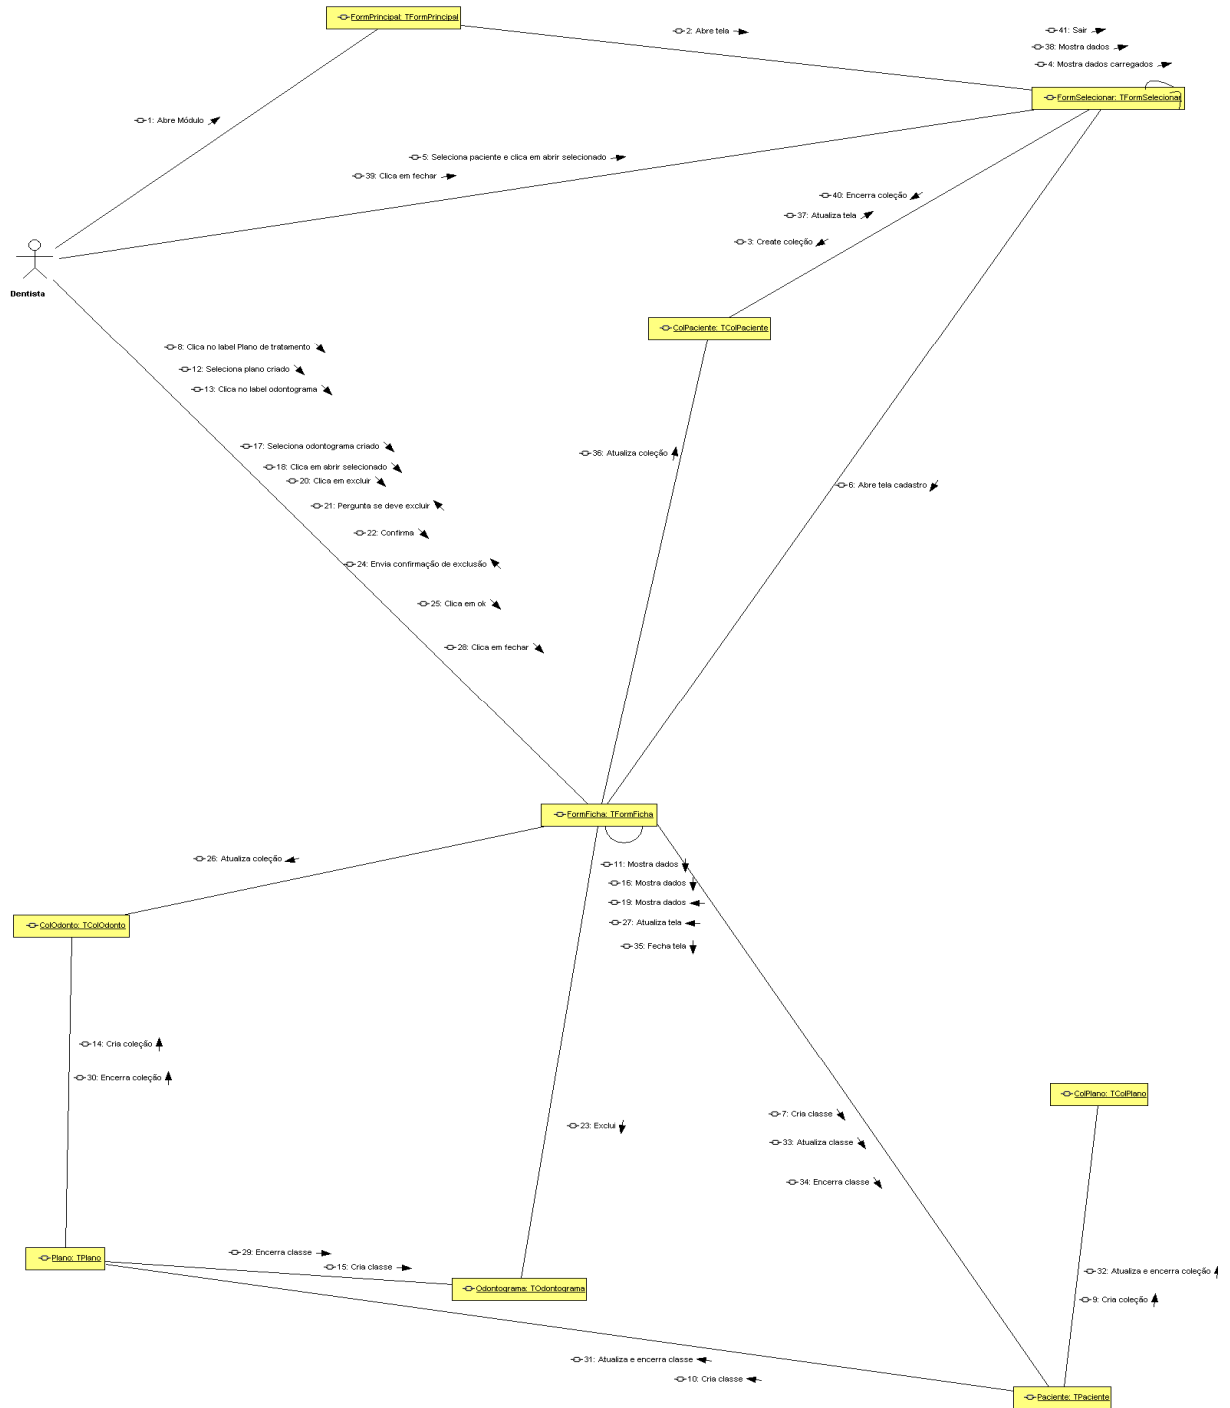 FormPrincipal: TFormPrincipal
2: Abre tela
41: Sair
38: Mostra dados
4: Mostra dados carregados
FormSelecionar: TFormSelecionar
1: Abre Módulo
5: Seleciona paciente e clica em abrir selecionado
39: Clica em fechar
40: Encerra coleção
37: Atualiza tela
3: Create coleção
Dentista
ColPaciente: TColPaciente
8: Clica no label Plano de tratamento
12: Seleciona plano criado
13: Clica no label odontograma
17: Seleciona odontograma criado
36: Atualiza coleção
18: Clica em abrir selecionado
20: Clica em excluir
6: Abre tela cadastro
21: Pergunta se deve excluir
22: Confirma
24: Envia confirmação de exclusão
25: Clica em ok
28: Clica em fechar
FormFicha: TFormFicha
26: Atualiza coleção
11: Mostra dados
16: Mostra dados
19: Mostra dados
27: Atualiza tela
35: Fecha tela
ColOdonto: TColOdonto
14: Cria coleção
30: Encerra coleção
ColPlano: TColPlano
7: Cria classe
23: Exclui
33: Atualiza classe
34: Encerra classe
Plano: TPlano
29: Encerra classe
15: Cria classe
32: Atualiza e encerra coleção
Odontograma: TOdontograma
9: Cria coleção
31: Atualiza e encerra classe
10: Cria classe
Paciente: TPaciente